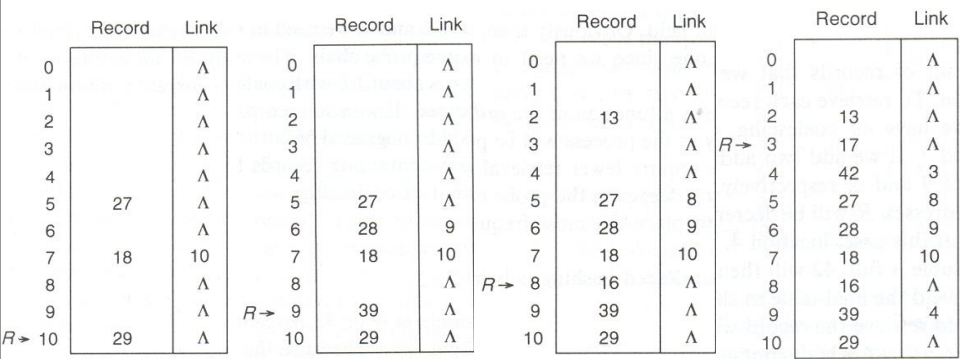 Record Link
0 Λ
1 Λ
2 Λ
3 Λ
4 Λ
5 27 Λ
6 Λ
7 18 10
8 Λ
9 Λ
R → 10 29 Λ
Record Link
0 Λ
1 Λ
2 Λ
3 Λ
4 Λ
5 27 Λ
6 28 9
7 18 10
8 Λ
R → 9 39 Λ
10 29 Λ
Record Link
0 Λ
1 Λ
2 13 Λ
3 Λ
4 Λ
5 27 8
6 28 9
7 18 10
R → 8 16 Λ
9 39 Λ
10 29 Λ
Record Link
0 Λ
1 Λ
2 13 Λ
R → 3 17 Λ
4 42 3
5 27 8
6 28 9
7 18 10
8 16 Λ
9 39 4
10 29 Λ